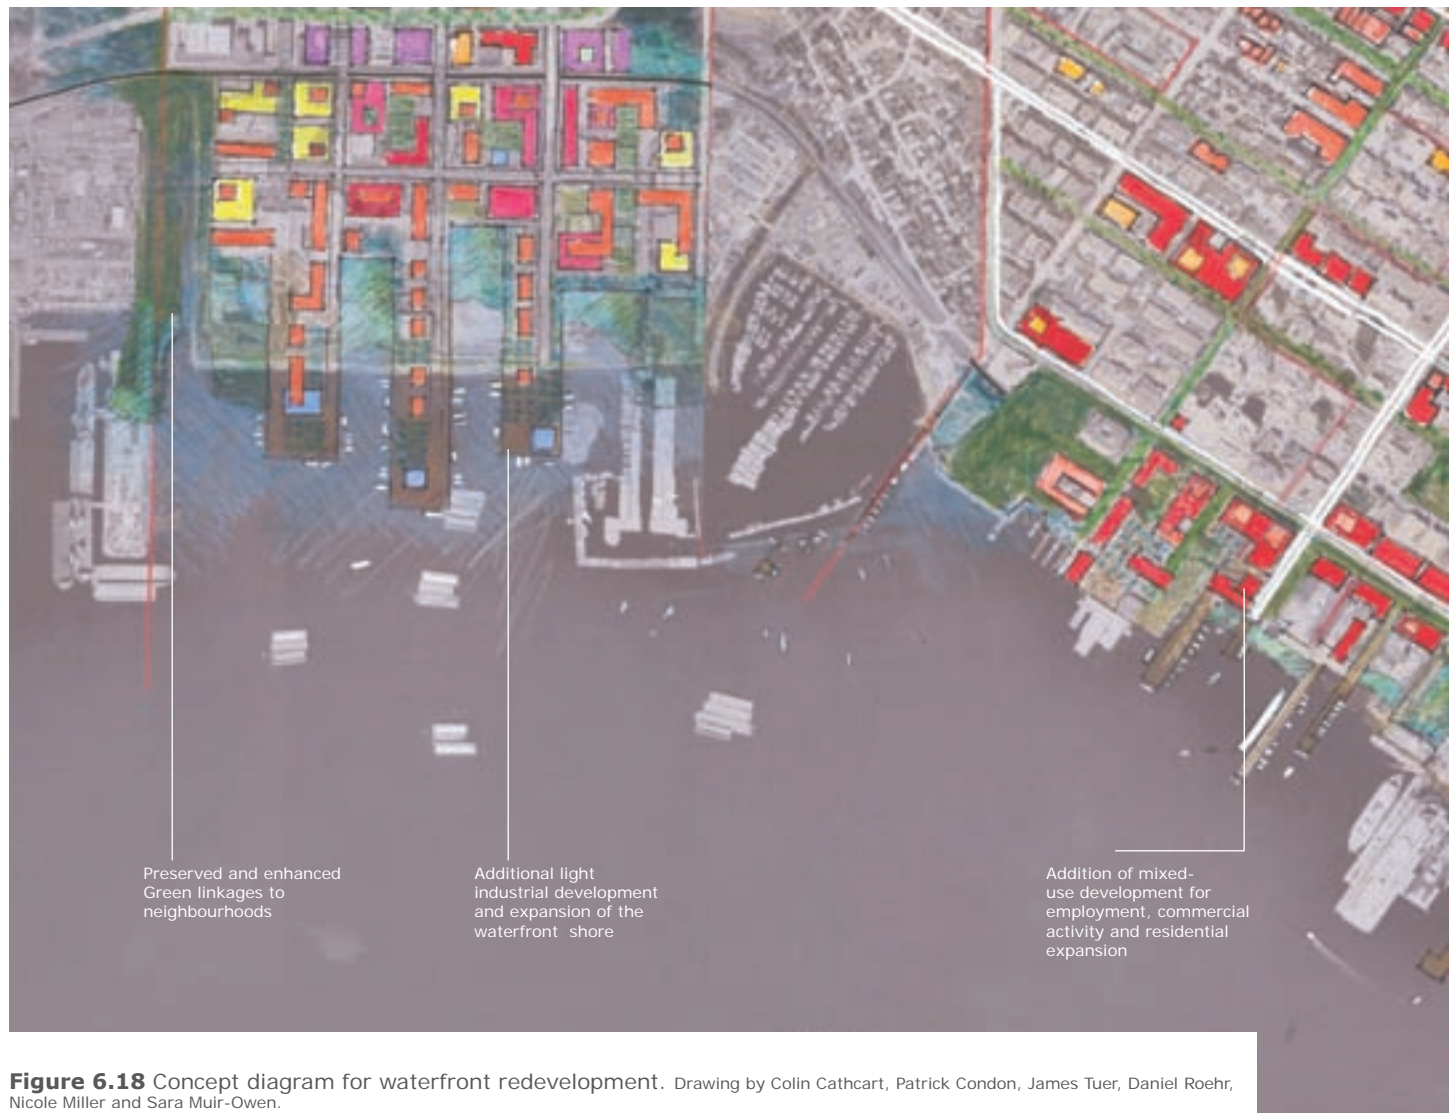 Preserved and enhanced
Green linkages to
neighbourhoods
Additional light
industrial development
and expansion of the
waterfront shore
Addition of mixed-
use development for
employment, commercial
activity and residential
expansion
Figure 6.18 Concept diagram for waterfront redevelopment. Drawing by Colin Cathcart, Patrick Condon, James Tuer, Daniel Roehr,
Nicole Miller and Sara Muir-Owen.